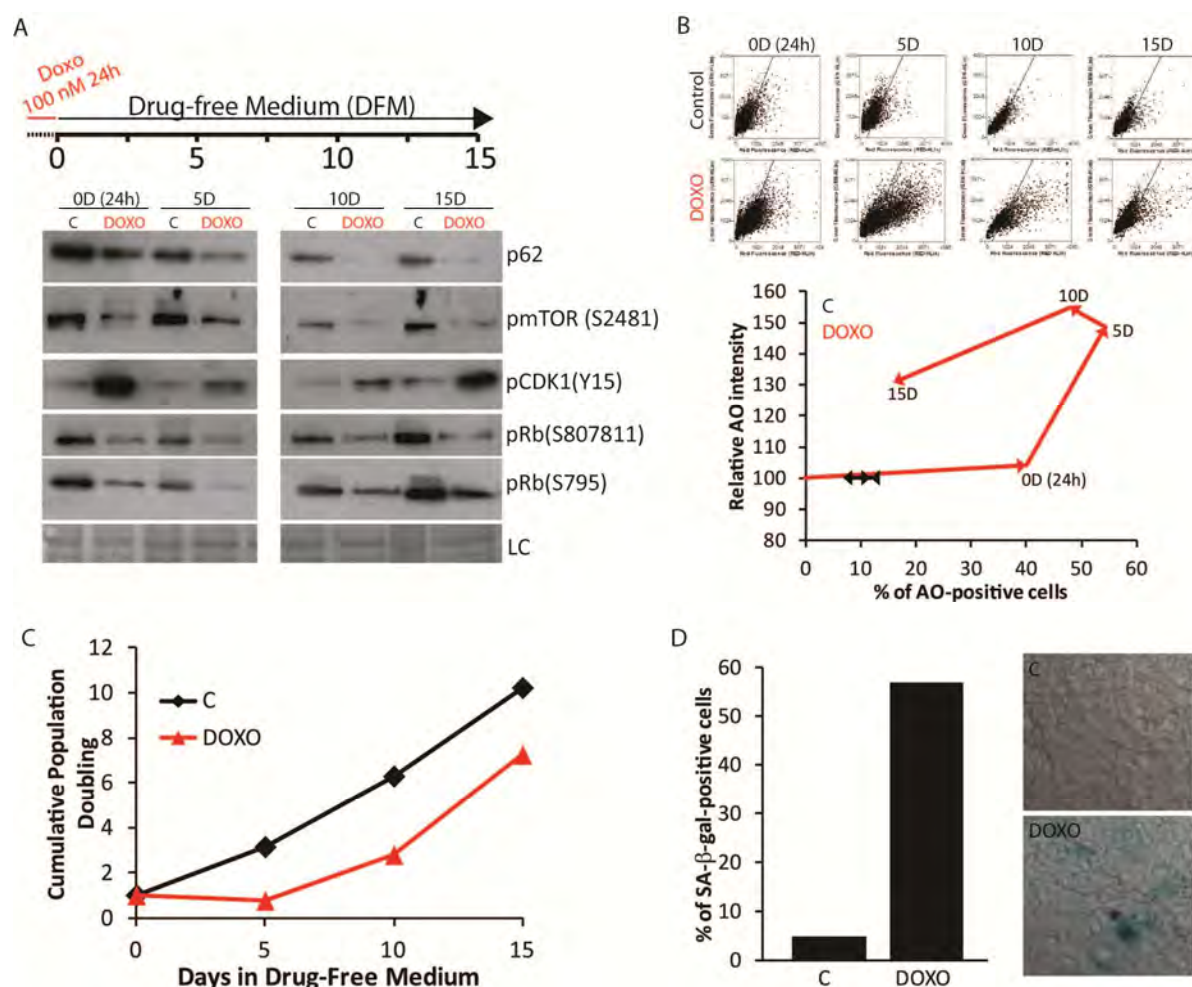 A
Doxo
100 nM 24h
Drug-free Medium (DFM)
0 5 10 15
0D (24h) 5D 10D 15D
C DOXO C DOXO C DOXO C DOXO
p62
pmTOR (S2481)
pCDK1(Y15)
pRb(S807811)
pRb(S795)
LC
B
0D (24h) 5D 10D 15D
Control
DOXO
160
150
140
130
120
110
100
90
80
Relative AO intensity
C
DOXO
10D
5D
15D
0D (24h)
0 10 20 30 40 50 60
% of AO-positive cells
C
12
10
8
6
4
2
0
Cumulative Population
Doubling
C
DOXO
0 5 10 15
Days in Drug-Free Medium
D
60
50
40
30
20
10
0
% of SA-β-gal-positive cells
C DOXO
C
DOXO